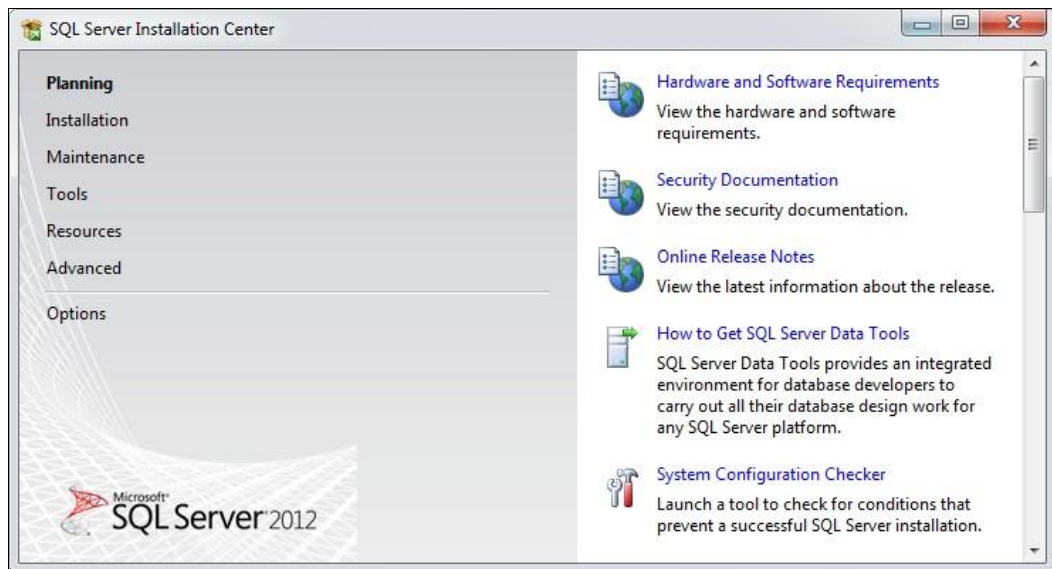 SQL Server Installation Center
Planning
Installation
Maintenance
Tools
Resources
Advanced
Options
Microsoft®
SQL Server® 2012
Hardware and Software Requirements
View the hardware and software
requirements.
Security Documentation
View the security documentation.
Online Release Notes
View the latest information about the release.
How to Get SQL Server Data Tools
SQL Server Data Tools provides an integrated
environment for database developers to
carry out all their database design work for
any SQL Server platform.
System Configuration Checker
Launch a tool to check for conditions that
prevent a successful SQL Server installation.